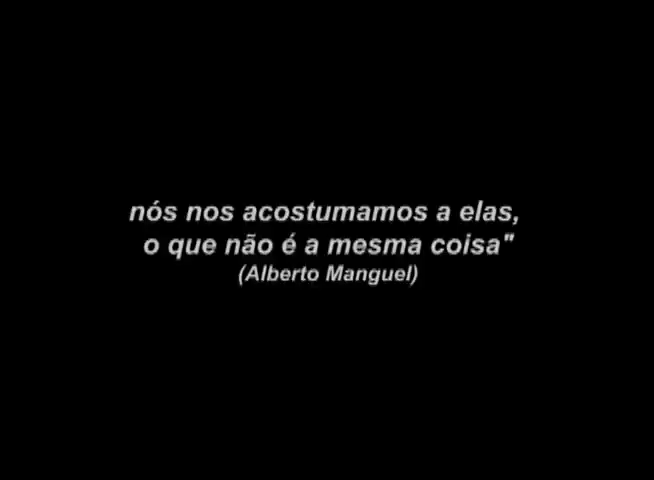 nós nos acostumamos a elas,
o que não é a mesma coisa"
(Alberto Manguel)